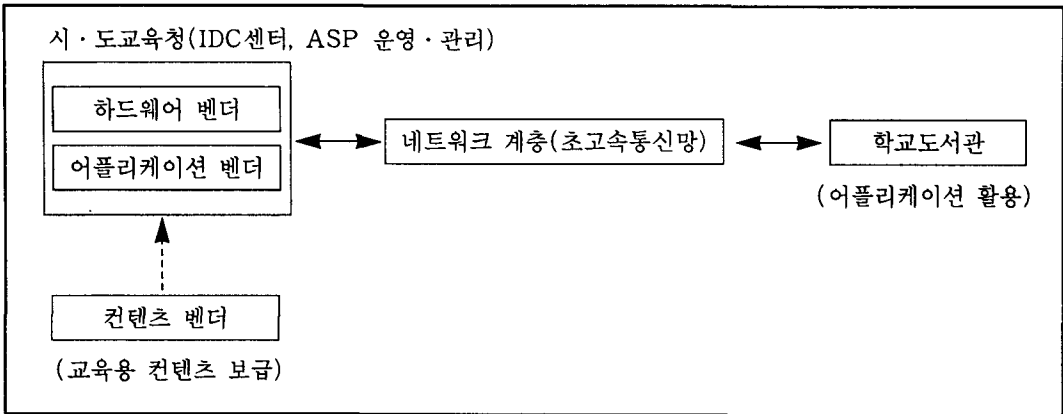 시·도교육청(IDC센터, ASP 운영·관리)
하드웨어 벤더
어플리케이션 벤더
네트워크 계층(초고속통신망)
학교도서관
(어플리케이션 활용)
컨텐츠 벤더
(교육용 컨텐츠 보급)